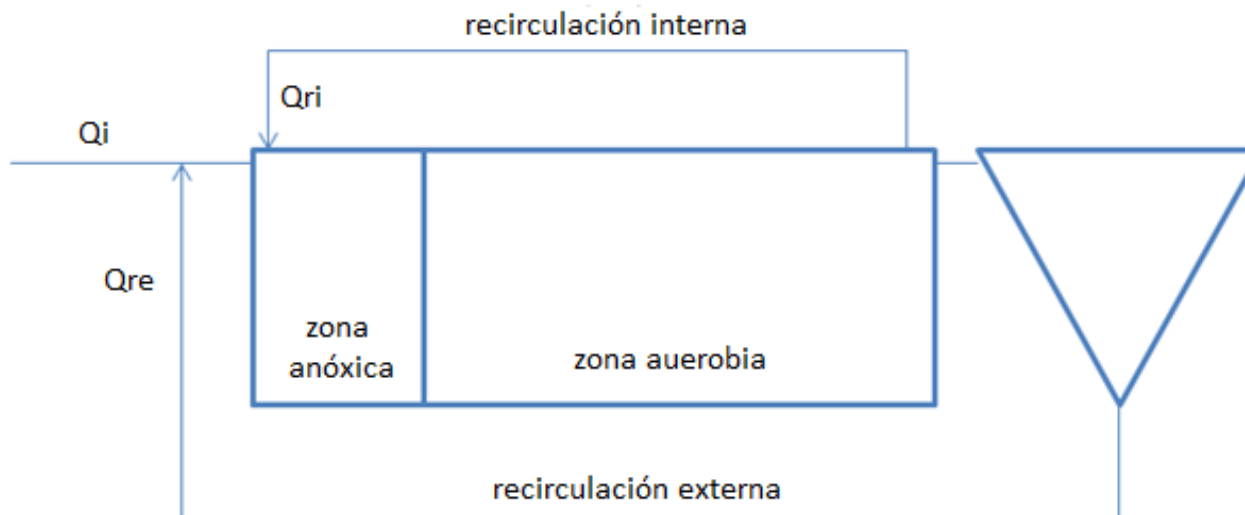 recirculación interna
Qri
Qi
Qre
zona
anóxica
zona auerobia
recirculación externa